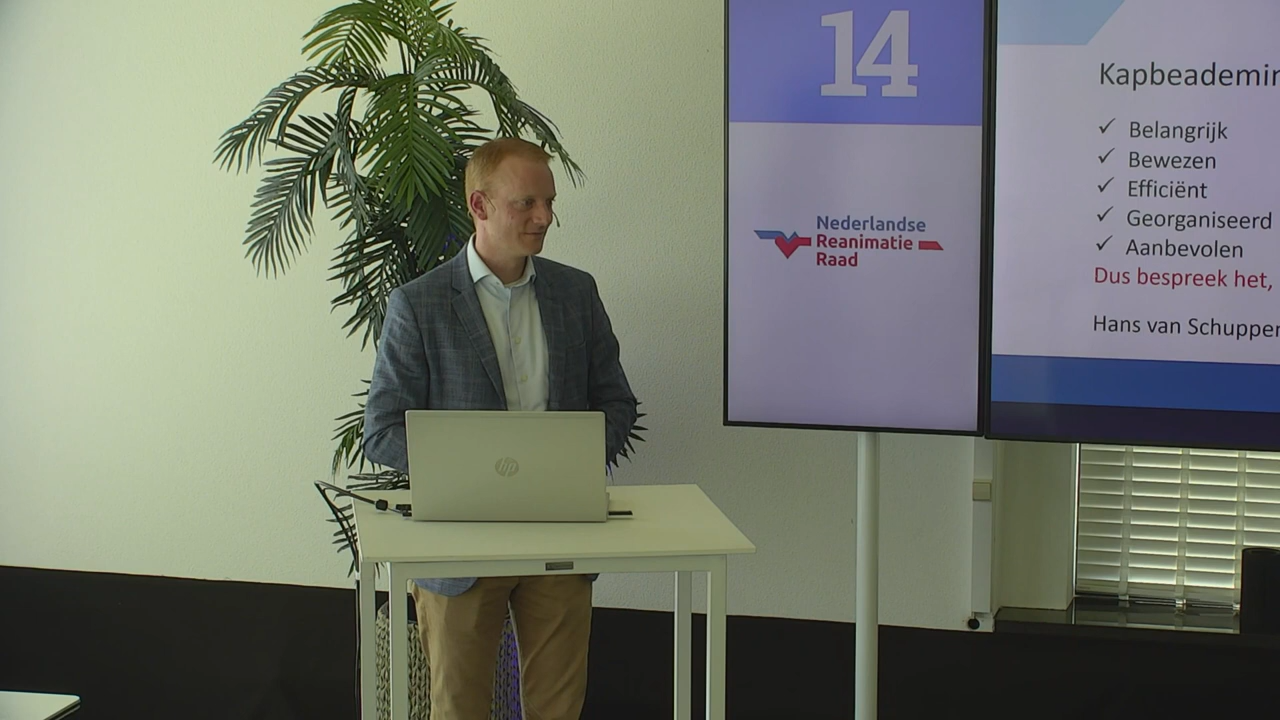 14
Nederlandse
Reanimatie
Raad
Kapbeademin
✓ Belangrijk
✓ Bewezen
✓ Efficiënt
✓ Georganiseerd
✓ Aanbevolen
Dus bespreek het,
Hans van Schupper
hp